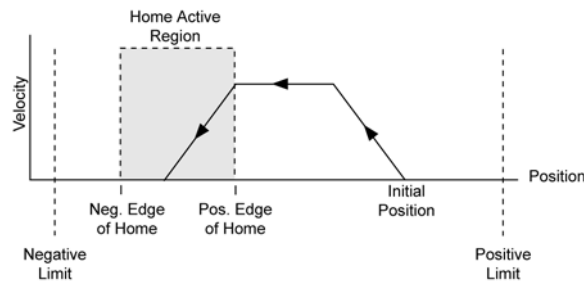 Home Active
Region
Velocity
Position
Neg. Edge
of Home
Pos. Edge
of Home
Initial
Position
Negative
Limit
Positive
Limit